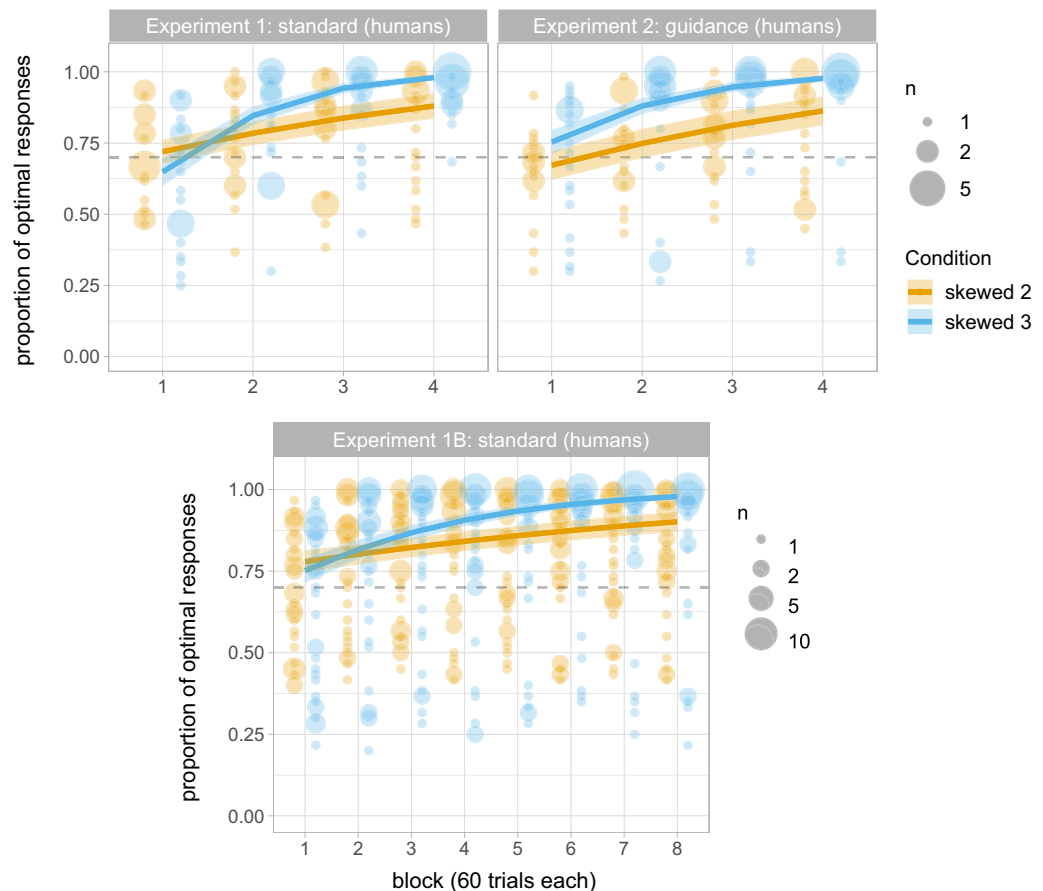 Experiment 1: standard (humans)
Experiment 2: guidance (humans)
proportion of optimal responses
1.00
0.75
0.50
0.25
0.00
1 2 3 4
1 2 3 4
n
1
2
5
Condition
skewed 2
skewed 3
Experiment 1B: standard (humans)
proportion of optimal responses
1.00
0.75
0.50
0.25
0.00
1 2 3 4 5 6 7 8
block (60 trials each)
n
1
2
5
10